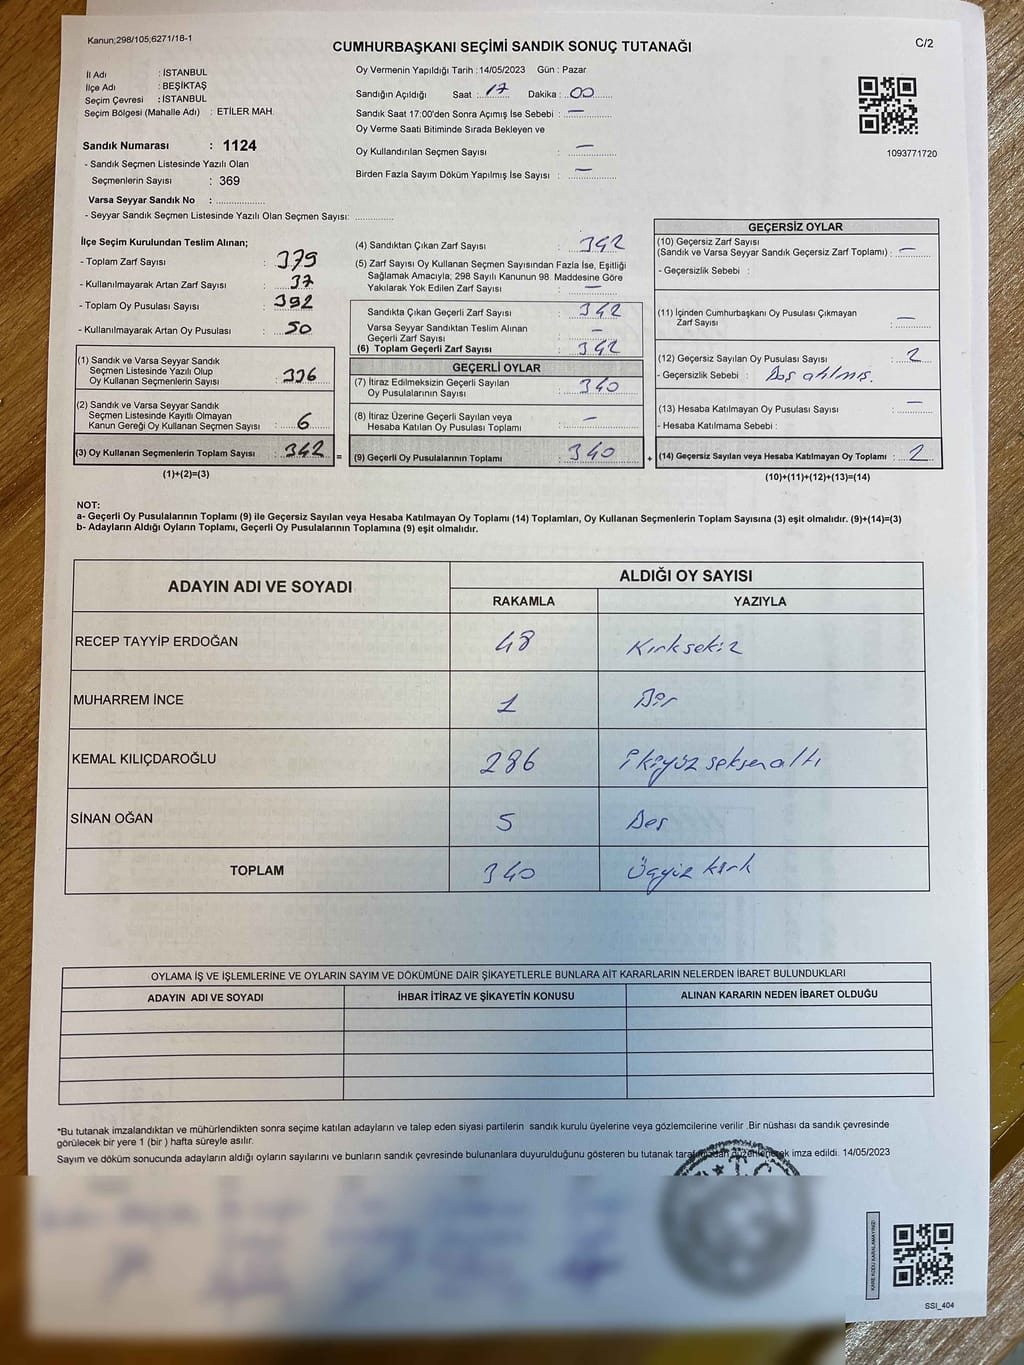 Kanun;298/105;6271/18-1
CUMHURBAŞKANI SEÇİMİ SANDIK SONUÇ TUTANAĞI
C/2
İl Adı : İSTANBUL
İlçe Adı : BEŞİKTAŞ
Seçim Çevresi : İSTANBUL
Seçim Bölgesi (Mahalle Adı) : ETİLER MAH.
Sandık Numarası : 1124
- Sandık Seçmen Listesinde Yazılı Olan
Seçmenlerin Sayısı : 369
Varsa Seyyar Sandık No :
- Seyyar Sandık Seçmen Listesinde Yazılı Olan Seçmen Sayısı:
Oy Vermenin Yapıldığı Tarih : 14/05/2023 Gün : Pazar
Sandığın Açıldığı Saat : 17 Dakika : 00
Sandık Saat 17:00'den Sonra Açımış İse Sebebi : —
Oy Verme Saati Bitiminde Sırada Bekleyen ve
Oy Kullandırılan Seçmen Sayısı : —
Birden Fazla Sayım Döküm Yapılmış İse Sayısı : —
1093771720
İlçe Seçim Kurulundan Teslim Alınan;
- Toplam Zarf Sayısı : 379
- Kullanılmayarak Artan Zarf Sayısı : 37
- Toplam Oy Pusulası Sayısı : 392
- Kullanılmayarak Artan Oy Pusulası : 50
(1) Sandık ve Varsa Seyyar Sandık
Seçmen Listesinde Yazılı Olup
Oy Kullanan Seçmenlerin Sayısı : 336
(2) Sandık ve Varsa Seyyar Sandık
Seçmen Listesinde Kayıtlı Olmayan
Kanun Gereği Oy Kullanan Seçmen Sayısı : 6
(3) Oy Kullanan Seçmenlerin Toplam Sayısı : 342
(1)+(2)=(3)
=
(4) Sandıktan Çıkan Zarf Sayısı : 342
(5) Zarf Sayısı Oy Kullanan Seçmen Sayısından Fazla İse, Eşitliği
Sağlamak Amacıyla; 298 Sayılı Kanunun 98. Maddesine Göre
Yakılarak Yok Edilen Zarf Sayısı : —
Sandıkta Çıkan Geçerli Zarf Sayısı : 342
Varsa Seyyar Sandıktan Teslim Alınan
Geçerli Zarf Sayısı : —
(6) Toplam Geçerli Zarf Sayısı : 342
GEÇERLİ OYLAR
(7) İtiraz Edilmeksizin Geçerli Sayılan
Oy Pusulalarının Sayısı : 340
(8) İtiraz Üzerine Geçerli Sayılan veya
Hesaba Katılan Oy Pusulası Toplamı : —
(9) Geçerli Oy Pusulalarının Toplamı : 340
+
GEÇERSİZ OYLAR
(10) Geçersiz Zarf Sayısı
(Sandık ve Varsa Seyyar Sandık Geçersiz Zarf Toplamı) : —
- Geçersizlik Sebebi :
(11) İçinden Cumhurbaşkanı Oy Pusulası Çıkmayan
Zarf Sayısı : —
(12) Geçersiz Sayılan Oy Pusulası Sayısı : 2
- Geçersizlik Sebebi : Boş atılmış.
(13) Hesaba Katılmayan Oy Pusulası Sayısı : —
- Hesaba Katılmama Sebebi :
(14) Geçersiz Sayılan veya Hesaba Katılmayan Oy Toplamı : 2
(10)+(11)+(12)+(13)=(14)
NOT:
a- Geçerli Oy Pusulalarının Toplamı (9) ile Geçersiz Sayılan veya Hesaba Katılmayan Oy Toplamı (14) Toplamları, Oy Kullanan Seçmenlerin Toplam Sayısına (3) eşit olmalıdır. (9)+(14)=(3)
b- Adayların Aldığı Oyların Toplamı, Geçerli Oy Pusulalarının Toplamına (9) eşit olmalıdır.
ADAYIN ADI VE SOYADI ALDIĞI OY SAYISI
RAKAMLA YAZIYLA
RECEP TAYYİP ERDOĞAN 48 Kırksekiz
MUHARREM İNCE 1 Bir
KEMAL KILIÇDAROĞLU 286 İkiyüz seksenaltı
SİNAN OĞAN 5 Beş
TOPLAM 340 Üçyüz kırk
OYLAMA İŞ VE İŞLEMLERİNE VE OYLARIN SAYIM VE DÖKÜMÜNE DAİR ŞİKAYETLERLE BUNLARA AİT KARARLARIN NELERDEN İBARET BULUNDUKLARI
ADAYIN ADI VE SOYADI İHBAR İTİRAZ VE ŞİKAYETİN KONUSU ALINAN KARARIN NEDEN İBARET OLDUĞU
*Bu tutanak imzalandıktan ve mühürlendikten sonra seçime katılan adayların ve talep eden siyasi partilerin sandık kurulu üyelerine veya gözlemcilerine verilir .Bir nüshası da sandık çevresinde
görülecek bir yere 1 (bir ) hafta süreyle asılır.
Sayım ve döküm sonucunda adayların aldığı oyların sayılarını ve bunların sandık çevresinde bulunanlara duyurulduğunu gösteren bu tutanak tarafımızdan düzenlenerek imza edildi. 14/05/2023
KARE KODU KARALAMAYINIZ!
SSİ_404